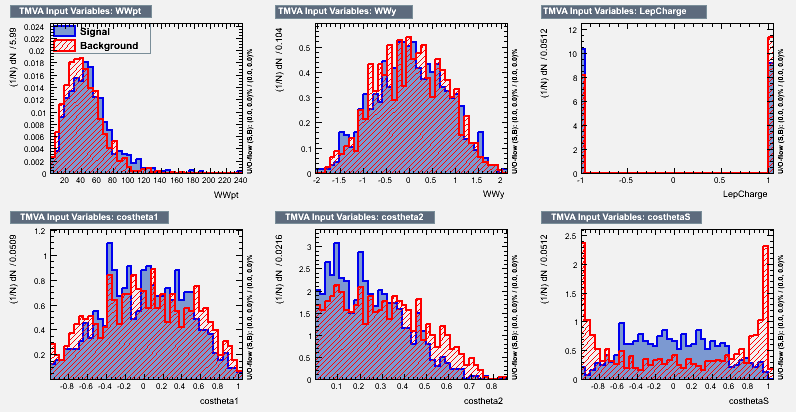 TMVA Input Variables: WWpt
(1/N) dN / 5.99
0.024
0.022
0.02
0.018
0.016
0.014
0.012
0.01
0.008
0.006
0.004
0.002
0
Signal
Background
20 40 60 80 100 120 140 160 180 200 220 240
WWpt
U/O-flow (S,B): (0.0, 0.0)% / (0.0, 0.0)%
TMVA Input Variables: WWy
(1/N) dN / 0.104
0.6
0.5
0.4
0.3
0.2
0.1
0
-2 -1.5 -1 -0.5 0 0.5 1 1.5 2
WWy
U/O-flow (S,B): (0.0, 0.0)% / (0.0, 0.0)%
TMVA Input Variables: LepCharge
(1/N) dN / 0.0512
12
10
8
6
4
2
0
-1 -0.5 0 0.5 1
LepCharge
U/O-flow (S,B): (0.0, 0.0)% / (0.0, 0.0)%
TMVA Input Variables: costheta1
(1/N) dN / 0.0509
1.2
1
0.8
0.6
0.4
0.2
-0.8 -0.6 -0.4 -0.2 0 0.2 0.4 0.6 0.8
costheta1
U/O-flow (S,B): (0.0, 0.0)% / (0.0, 0.0)%
TMVA Input Variables: costheta2
(1/N) dN / 0.0216
3
2.5
2
1.5
1
0.5
0
0.1 0.2 0.3 0.4 0.5 0.6 0.7 0.8
costheta2
U/O-flow (S,B): (0.0, 0.0)% / (0.0, 0.0)%
TMVA Input Variables: costhetaS
(1/N) dN / 0.0512
2.5
2
1.5
1
0.5
0
-0.8 -0.6 -0.4 -0.2 0 0.2 0.4 0.6 0.8
costhetaS
U/O-flow (S,B): (0.0, 0.0)% / (0.0, 0.0)%